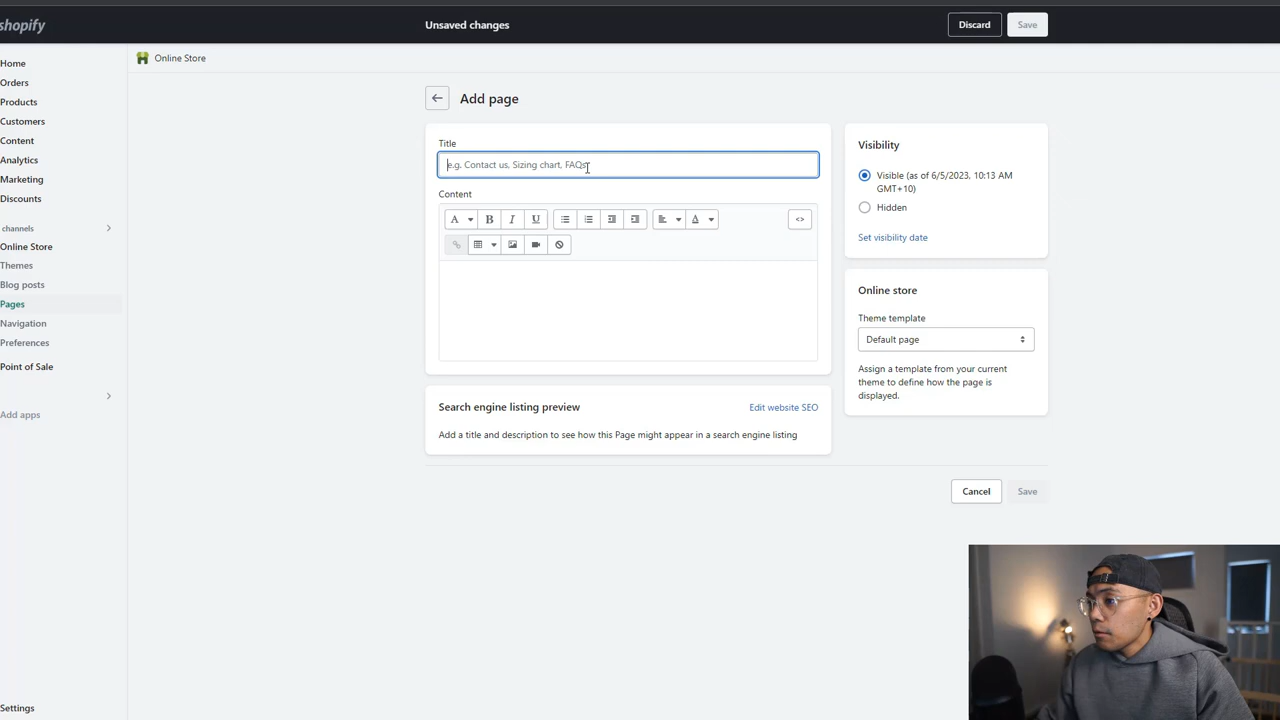 shopify
Unsaved changes
Discard
Save
Home
Orders
Products
Customers
Content
Analytics
Marketing
Discounts
channels
Online Store
Themes
Blog posts
Pages
Navigation
Preferences
Point of Sale
Add apps
Settings
Online Store
Add page
Title
e.g. Contact us, Sizing chart, FAQs
Content
A
B
I
U
A
<>
Search engine listing preview
Edit website SEO
Add a title and description to see how this Page might appear in a search engine listing
Visibility
Visible (as of 6/5/2023, 10:13 AM
GMT+10)
Hidden
Set visibility date
Online store
Theme template
Default page
Assign a template from your current
theme to define how the page is
displayed.
Cancel
Save